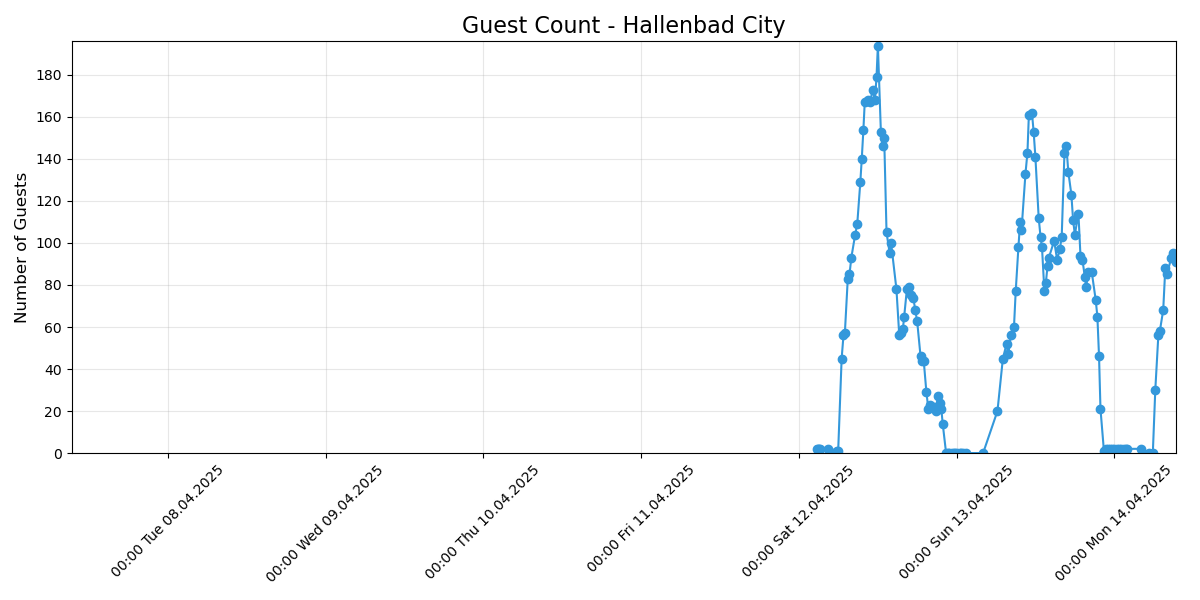 Guest Count - Hallenbad City
Number of Guests
180
160
140
120
100
80
60
40
20
0
00:00 Tue 08.04.2025
00:00 Wed 09.04.2025
00:00 Thu 10.04.2025
00:00 Fri 11.04.2025
00:00 Sat 12.04.2025
00:00 Sun 13.04.2025
00:00 Mon 14.04.2025